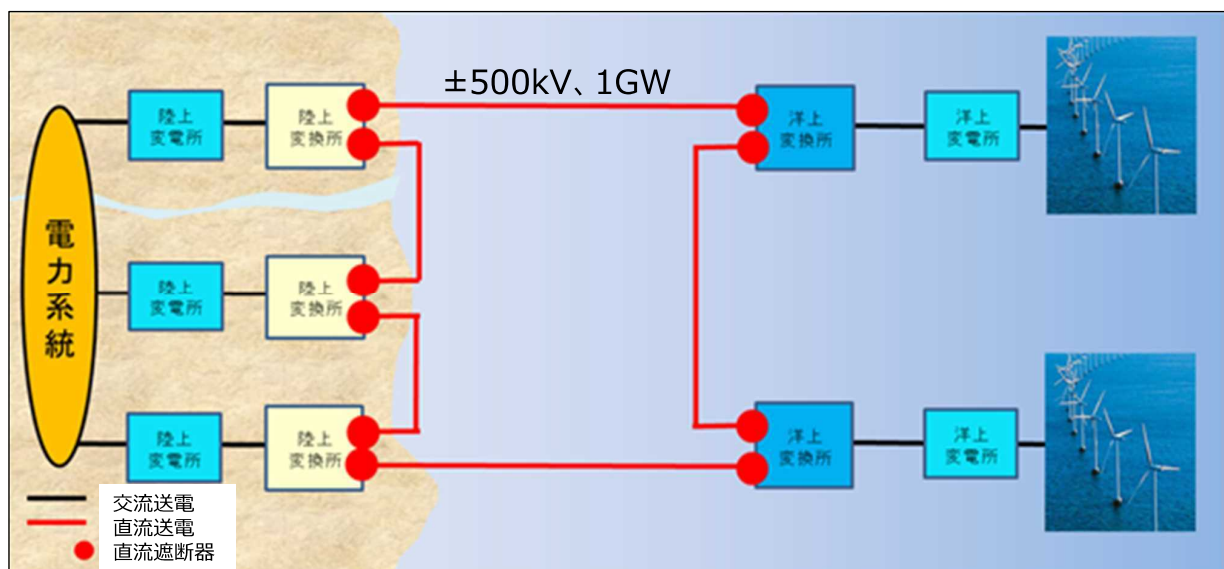 ±500kV、1GW
陸上
変電所
陸上
変換所
洋上
変換所
洋上
変電所
電力系統
陸上
変電所
陸上
変換所
陸上
変電所
陸上
変換所
洋上
変換所
洋上
変電所
交流送電
直流送電
直流遮断器